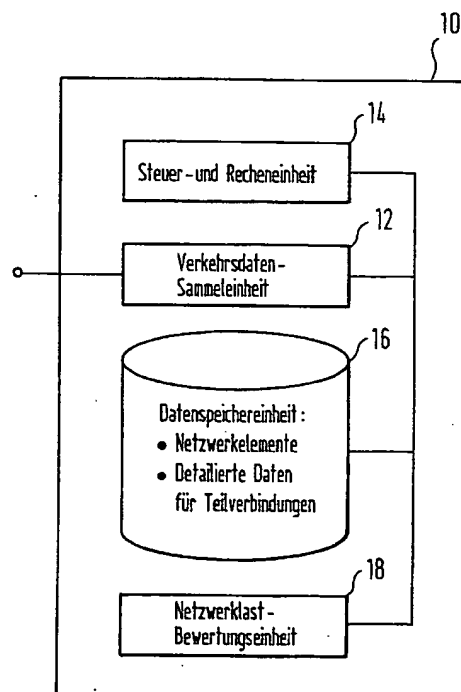 10
14
Steuer-und Recheneinheit
12
Verkehrsdaten-
Sammeleinheit
16
Datenspeichereinheit:
• Netzwerkelemente
• Detailierte Daten
für Teilverbindungen
18
Netzwerklast-
Bewertungseinheit